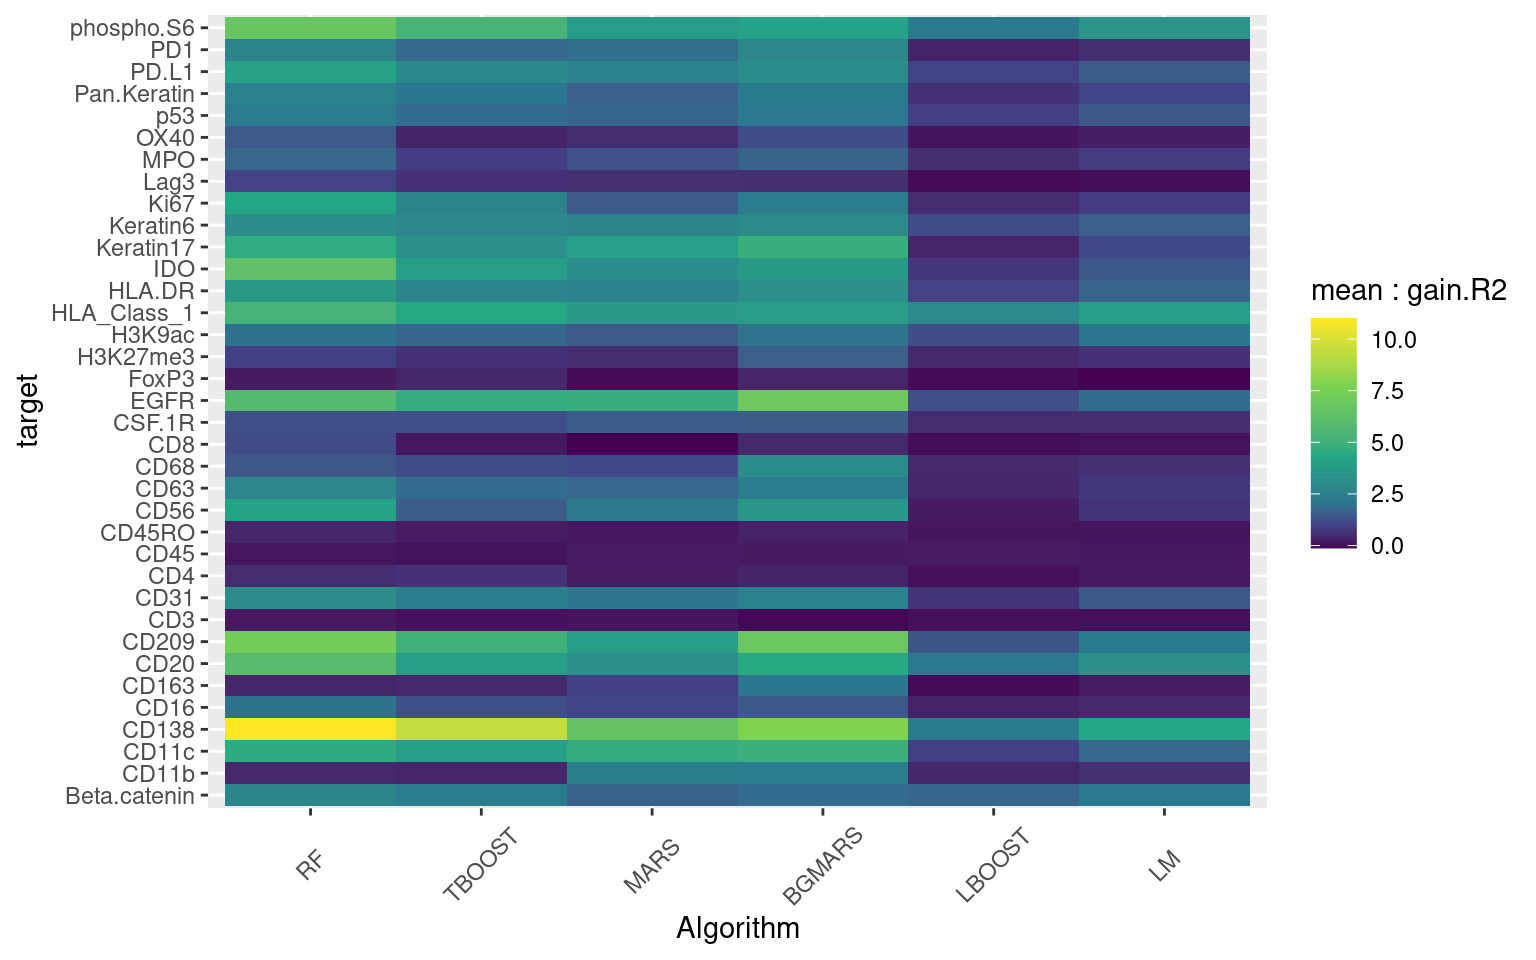 phospho.S6
PD1
PD.L1
Pan.Keratin
p53
OX40
MPO
Lag3
Ki67
Keratin6
Keratin17
IDO
HLA.DR
HLA_Class_1
H3K9ac
H3K27me3
FoxP3
EGFR
CSF.1R
CD8
CD68
CD63
CD56
CD45RO
CD45
CD4
CD31
CD3
CD209
CD20
CD163
CD16
CD138
CD11c
CD11b
Beta.catenin
target
RF
TBOOST
MARS
BGMARS
LBOOST
LM
Algorithm
mean : gain.R2
10.0
7.5
5.0
2.5
0.0